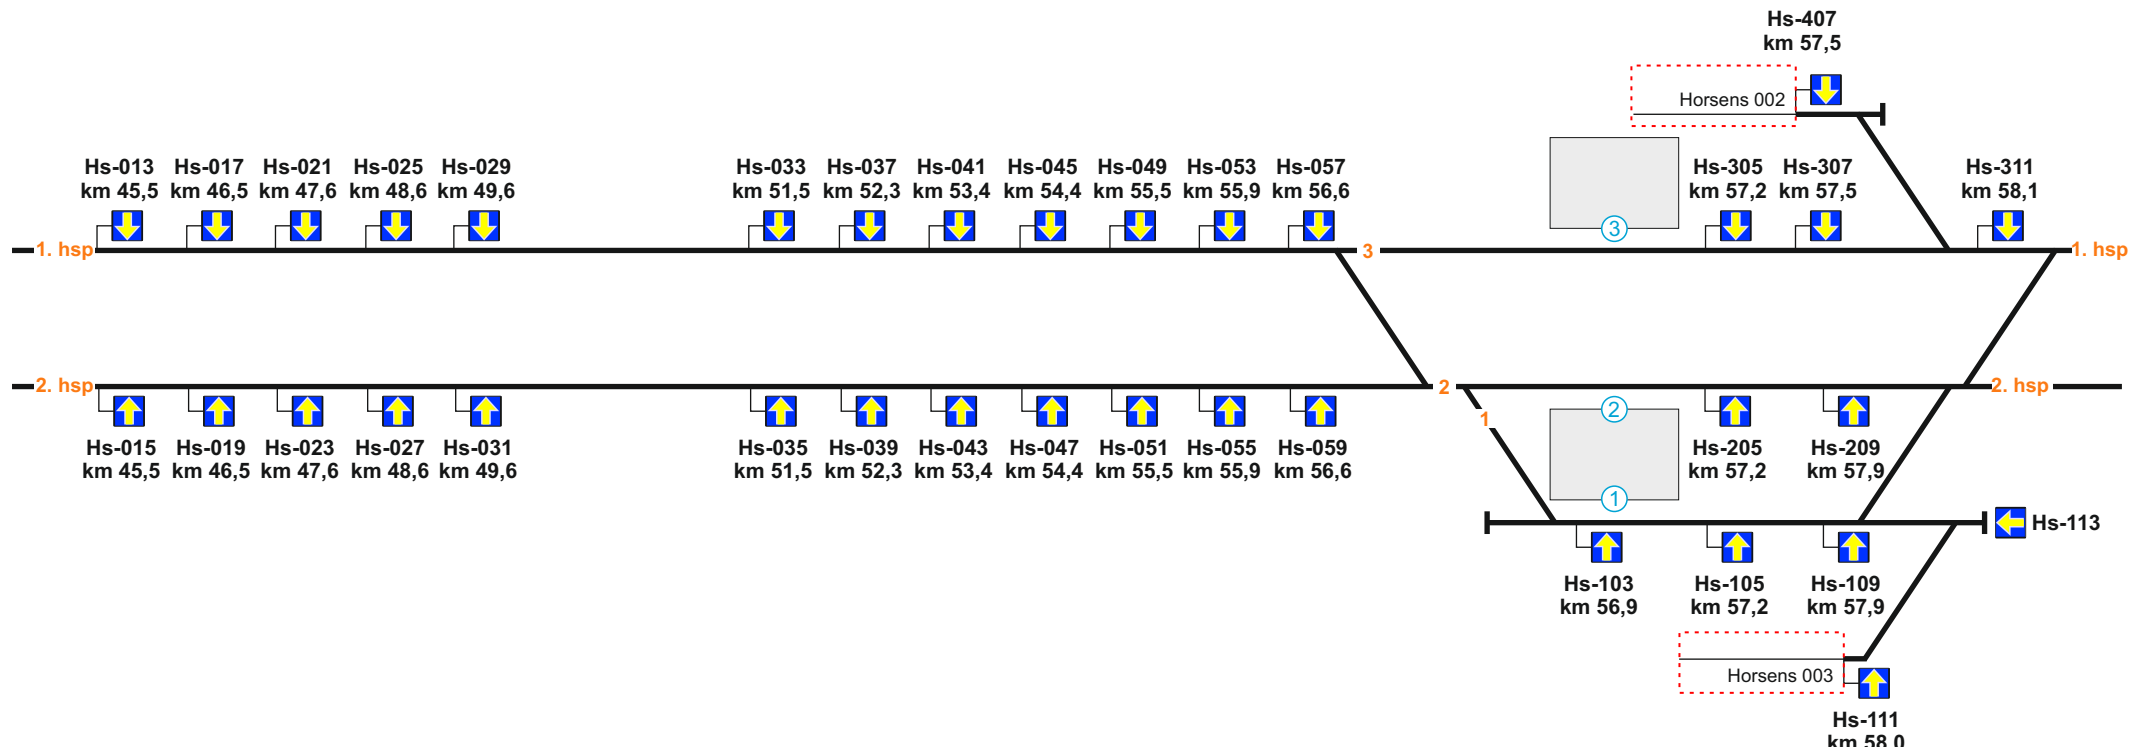 Hs-407
km 57,5
Horsens 002
Hs-013 Hs-017 Hs-021 Hs-025 Hs-029 Hs-033 Hs-037 Hs-041 Hs-045 Hs-049 Hs-053 Hs-057 Hs-305 Hs-307 Hs-311
km 45,5 km 46,5 km 47,6 km 48,6 km 49,6 km 51,5 km 52,3 km 53,4 km 54,4 km 55,5 km 55,9 km 56,6 km 57,2 km 57,5 km 58,1
3
1. hsp 3 1. hsp
2. hsp 2 2. hsp
2
1
Hs-015 Hs-019 Hs-023 Hs-027 Hs-031 Hs-035 Hs-039 Hs-043 Hs-047 Hs-051 Hs-055 Hs-059 Hs-205 Hs-209
km 45,5 km 46,5 km 47,6 km 48,6 km 49,6 km 51,5 km 52,3 km 53,4 km 54,4 km 55,5 km 55,9 km 56,6 km 57,2 km 57,9
1
Hs-113
Hs-103 Hs-105 Hs-109
km 56,9 km 57,2 km 57,9
Horsens 003
Hs-111
km 58,0